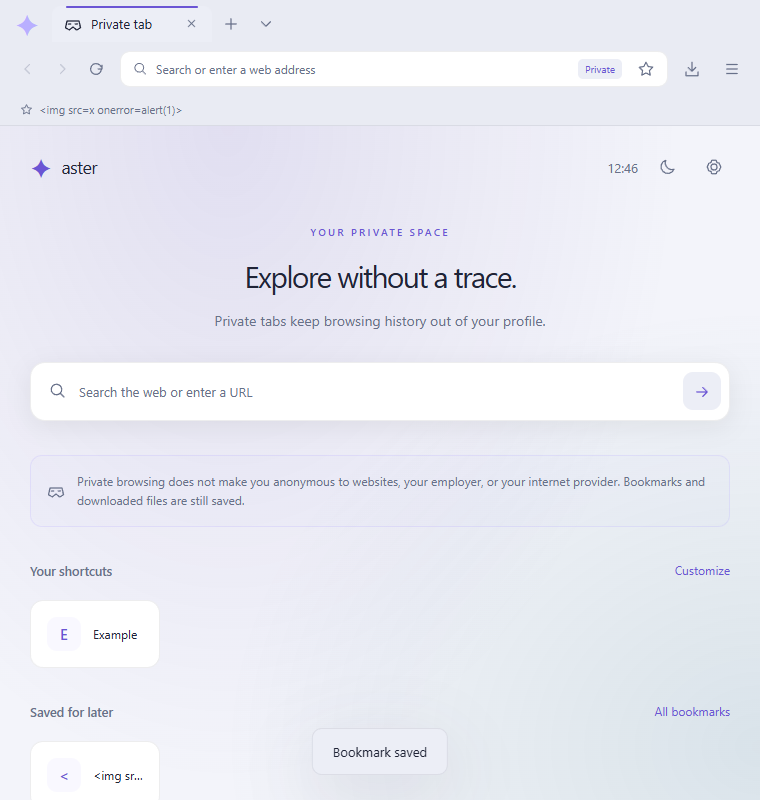 Private tab
Search or enter a web address
Private
<img src=x onerror=alert(1)>
aster
12:46
YOUR PRIVATE SPACE
Explore without a trace.
Private tabs keep browsing history out of your profile.
Search the web or enter a URL
Private browsing does not make you anonymous to websites, your employer, or your internet provider. Bookmarks and
downloaded files are still saved.
Your shortcuts
Customize
E
Example
Saved for later
All bookmarks
Bookmark saved
<
<img sr...